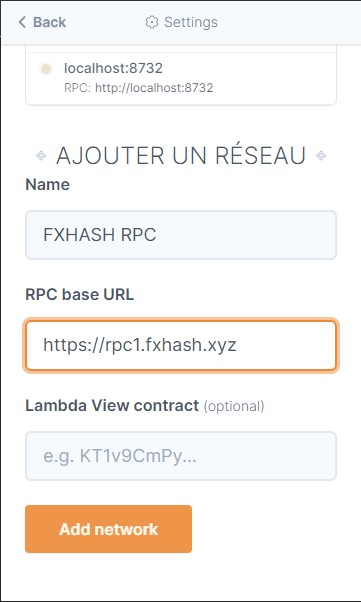 Back
Settings
localhost:8732
RPC: http://localhost:8732
AJOUTER UN RÉSEAU
Name
FXHASH RPC
RPC base URL
https://rpc1.fxhash.xyz
Lambda View contract (optional)
e.g. KT1v9CmPy...
Add network